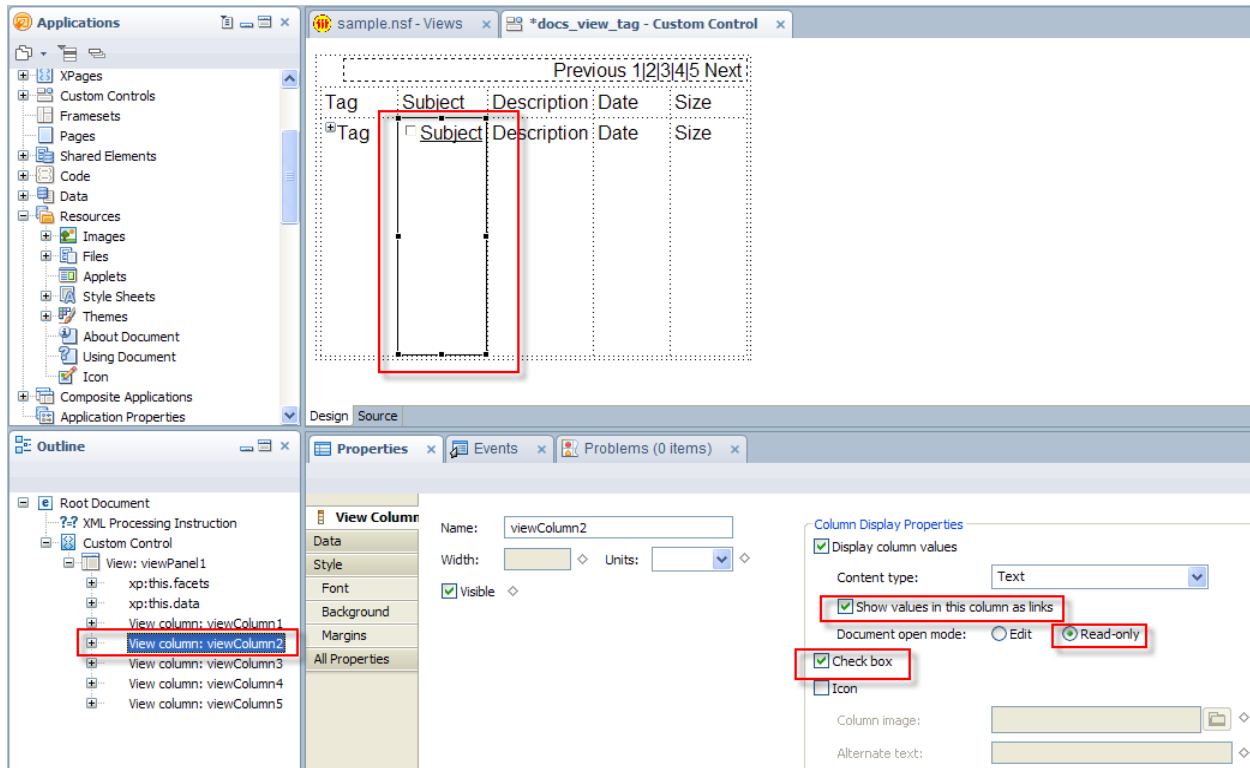 Applications
XPages
Custom Controls
Framesets
Pages
Shared Elements
Code
Data
Resources
Images
Files
Applets
Style Sheets
Themes
About Document
Using Document
Icon
Composite Applications
Application Properties
sample.nsf - Views
*docs_view_tag - Custom Control
Previous 1|2|3|4|5 Next
Tag Subject Description Date Size
Tag Subject Description Date Size
Design Source
Outline
Root Document
?=? XML Processing Instruction
Custom Control
View: viewPanel1
xp:this.facets
xp:this.data
View column: viewColumn1
View column: viewColumn2
View column: viewColumn3
View column: viewColumn4
View column: viewColumn5
Properties Events Problems (0 items)
View Column
Data
Style
Font
Background
Margins
All Properties
Name: viewColumn2
Width: Units:
Visible
Column Display Properties
Display column values
Content type: Text
Show values in this column as links
Document open mode: Edit Read-only
Check box
Icon
Column image:
Alternate text: